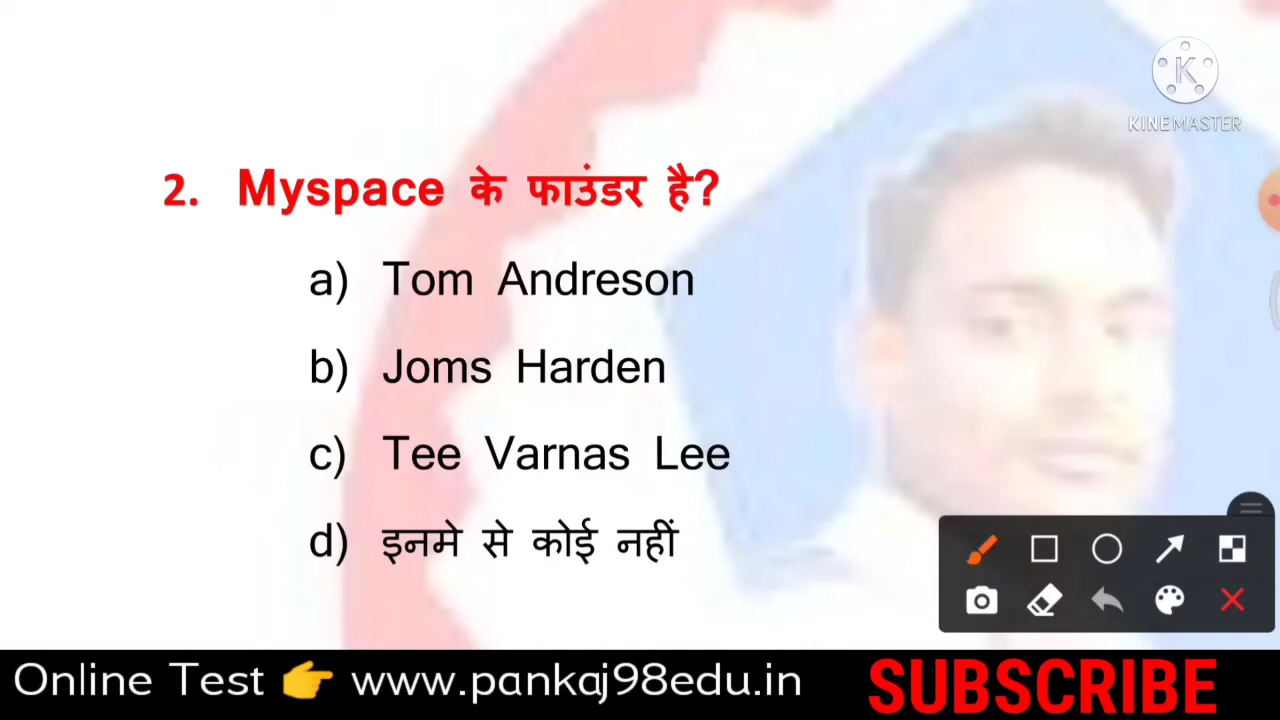 KINEMASTER
2. Myspace के फाउंडर है?
a) Tom Andreson
b) Joms Harden
c) Tee Varnas Lee
d) इनमे से कोई नहीं
Online Test 👉 www.pankaj98edu.in SUBSCRIBE